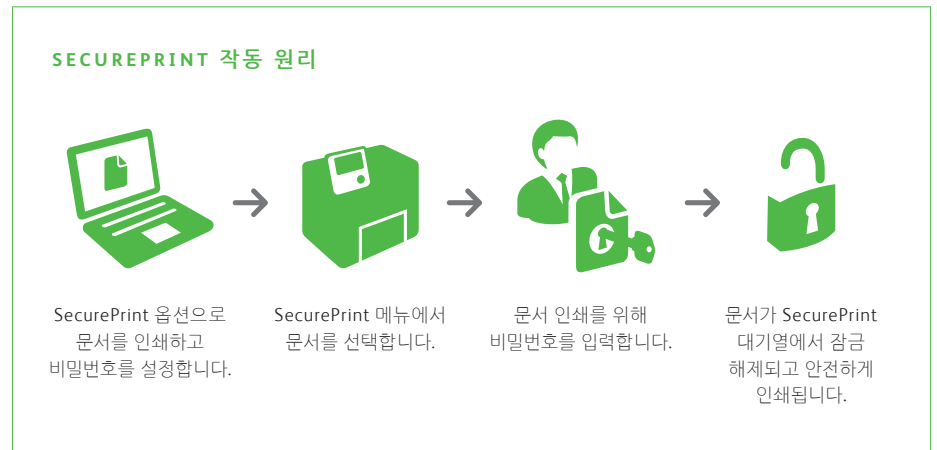 SECUREPRINT 작동 원리
SecurePrint 옵션으로
문서를 인쇄하고
비밀번호를 설정합니다.
SecurePrint 메뉴에서
문서를 선택합니다.
문서 인쇄를 위해
비밀번호를 입력합니다.
문서가 SecurePrint
대기열에서 잠금
해제되고 안전하게
인쇄됩니다.